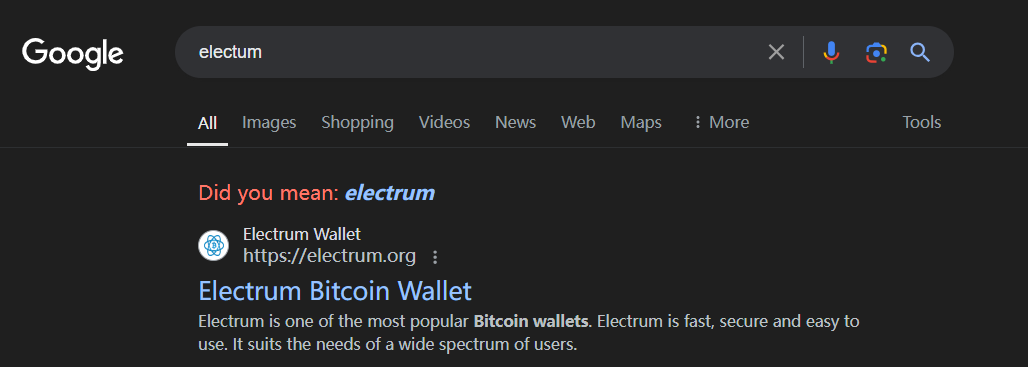 Google
electum
All Images Shopping Videos News Web Maps More Tools
Did you mean: electrum
Electrum Wallet
https://electrum.org
Electrum Bitcoin Wallet
Electrum is one of the most popular Bitcoin wallets. Electrum is fast, secure and easy to
use. It suits the needs of a wide spectrum of users.